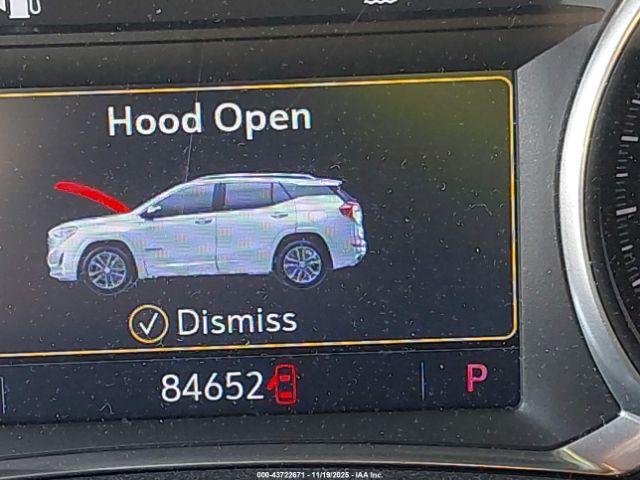 Hood Open
Dismiss
84652
P
000-43722671 - 11/19/2025 - IAA Inc.